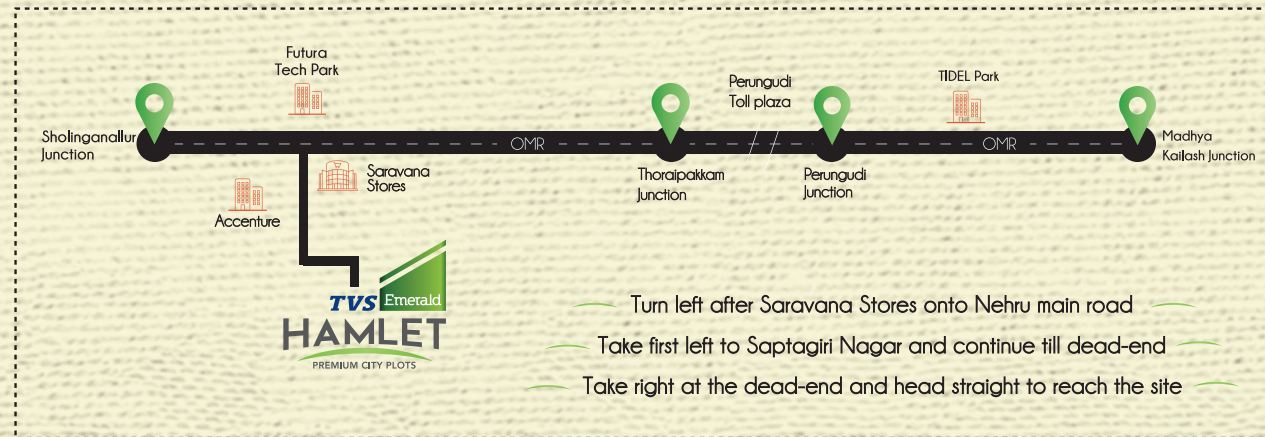 Futura
Tech Park
Perungudi
Toll plaza
TIDEL Park
Sholinganallur
Junction
OMR
OMR
Madhya
Kailash Junction
Saravana
Stores
Thoraipakkam
Junction
Perungudi
Junction
Accenture
TVS Emerald
HAMLET
PREMIUM CITY PLOTS
Turn left after Saravana Stores onto Nehru main road
Take first left to Saptagiri Nagar and continue till dead-end
Take right at the dead-end and head straight to reach the site